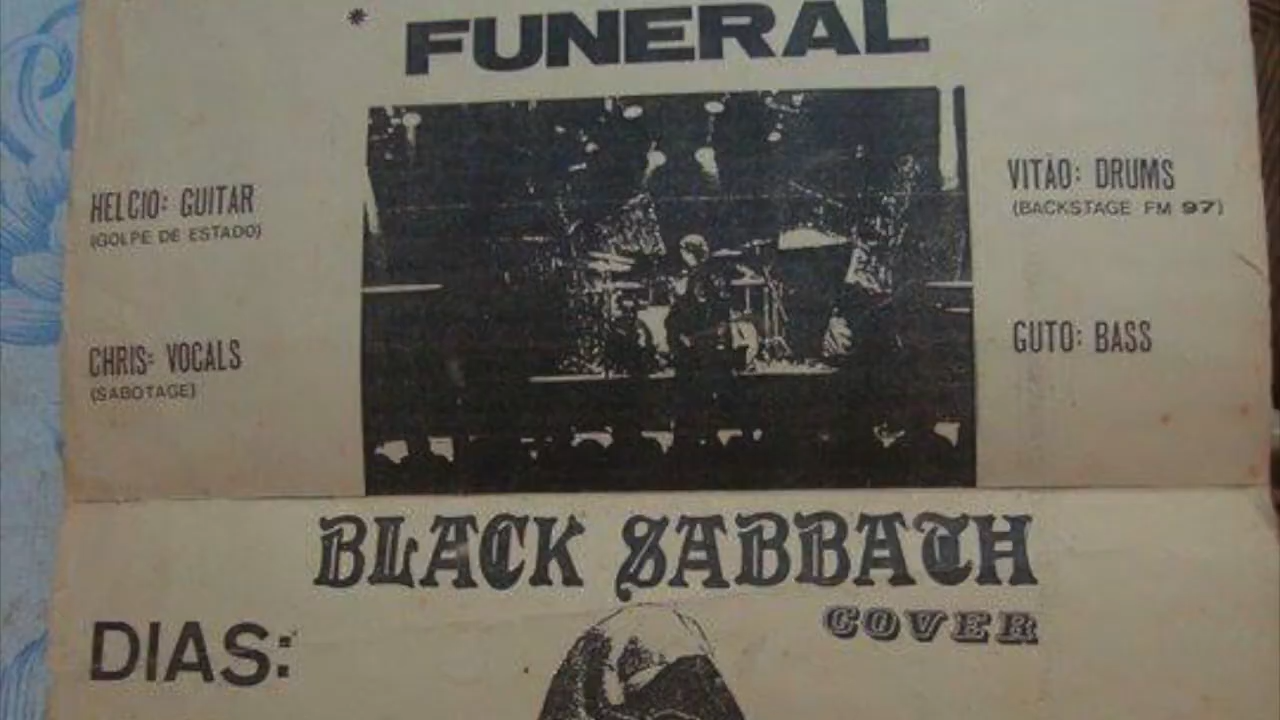 * FUNERAL
HELCIO: GUITAR
(GOLPE DE ESTADO)
CHRIS: VOCALS
(SABOTAGE)
VITÃO: DRUMS
(BACKSTAGE FM 97)
GUTO: BASS
BLACK SABBATH
COVER
DIAS: